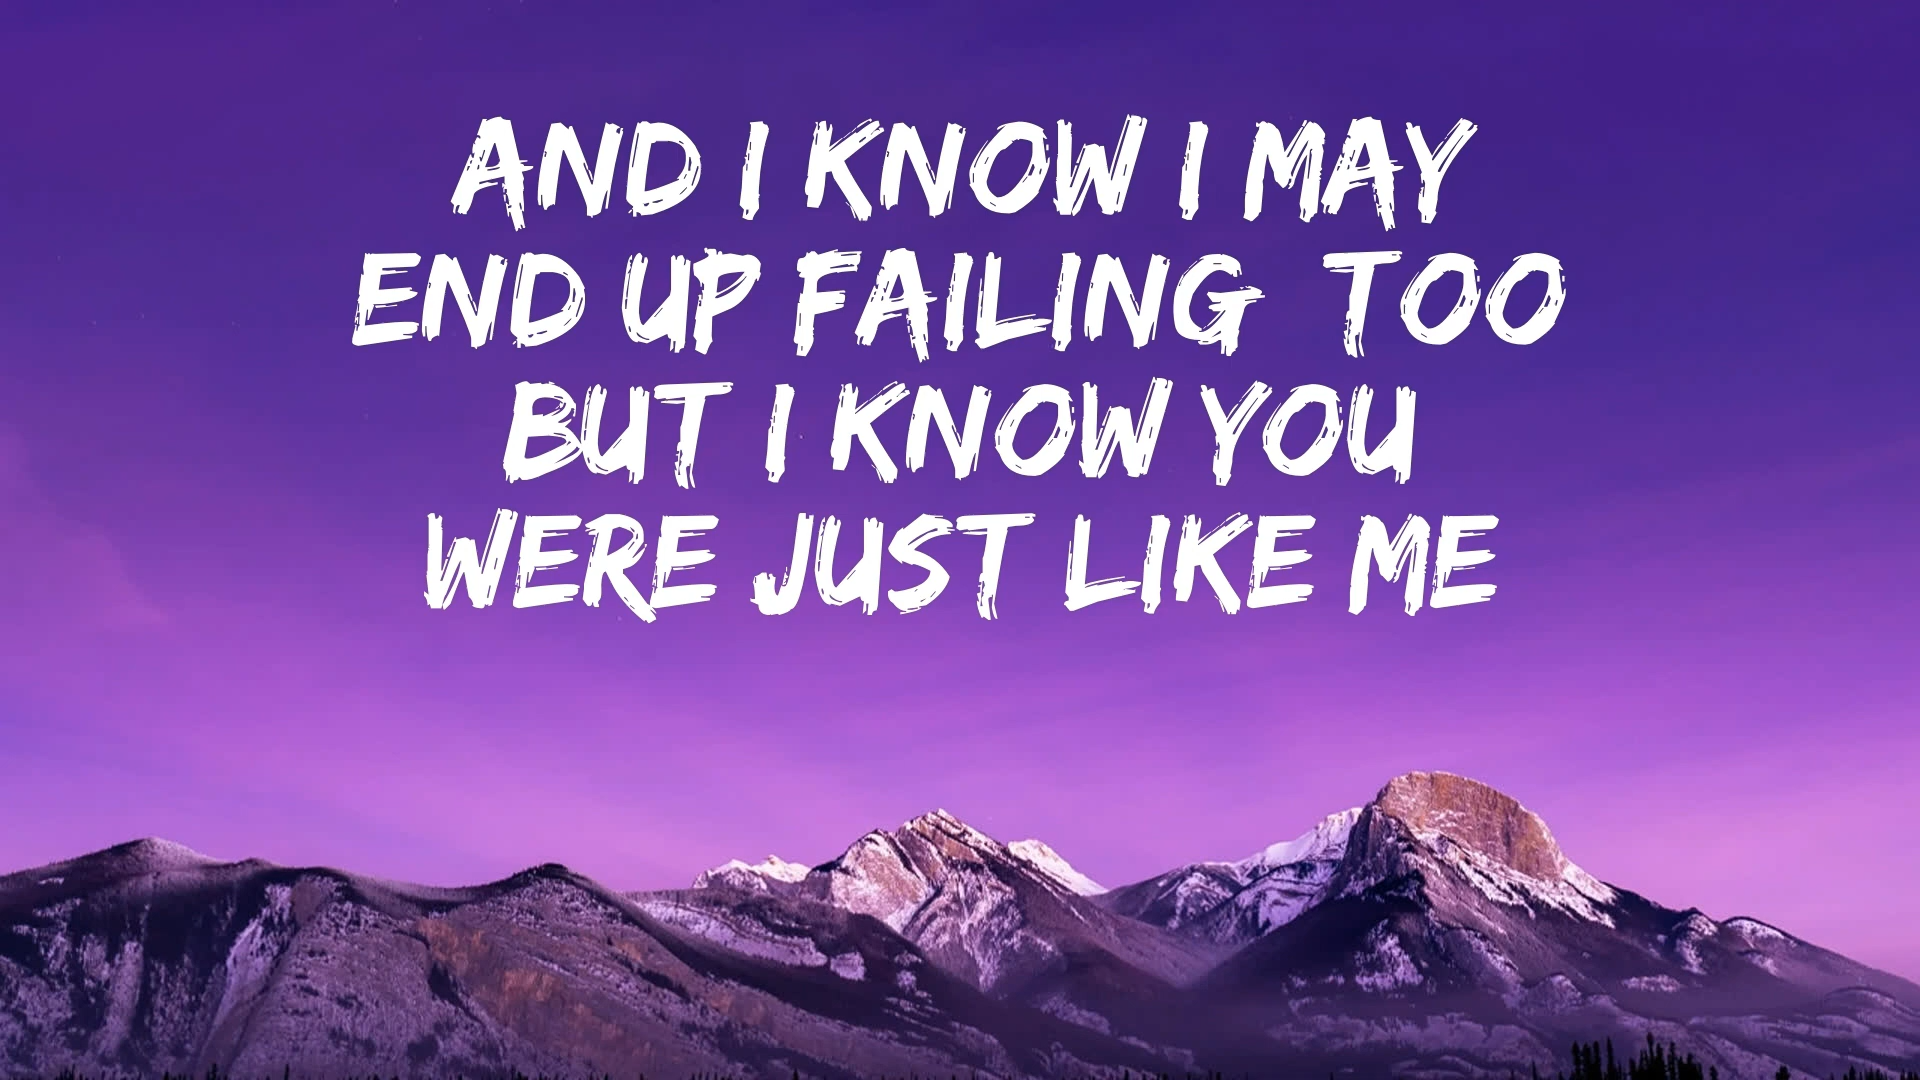 AND I KNOW I MAY
END UP FAILING TOO
BUT I KNOW YOU
WERE JUST LIKE ME